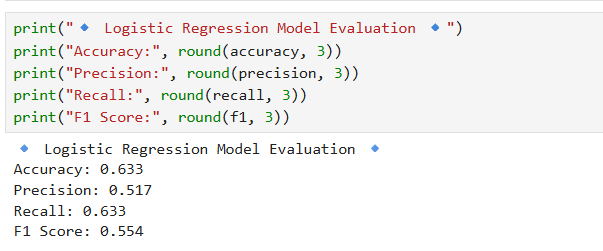 print("🔹 Logistic Regression Model Evaluation 🔹")
print("Accuracy:", round(accuracy, 3))
print("Precision:", round(precision, 3))
print("Recall:", round(recall, 3))
print("F1 Score:", round(f1, 3))
🔹 Logistic Regression Model Evaluation 🔹
Accuracy: 0.633
Precision: 0.517
Recall: 0.633
F1 Score: 0.554